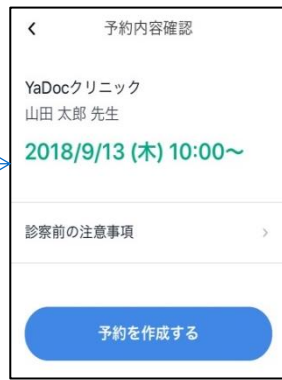 予約内容確認
YaDocクリニック
山田 太郎 先生
2018/9/13 (木) 10:00～
診察前の注意事項
予約を作成する